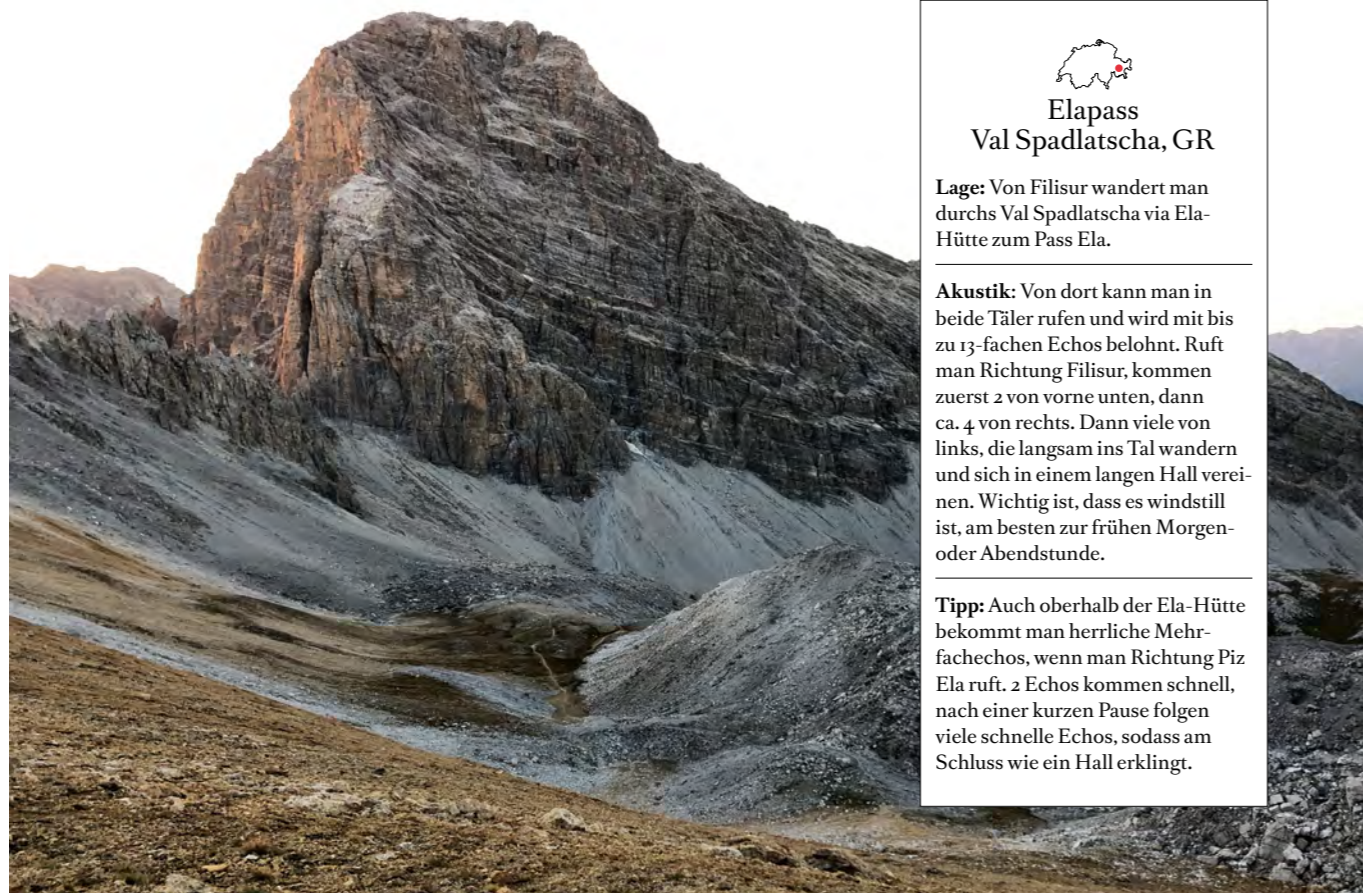 Elapass
Val Spadlatscha, GR
Lage: Von Filisur wandert man
durchs Val Spadlatscha via Ela-
Hütte zum Pass Ela.
Akustik: Von dort kann man in
beide Täler rufen und wird mit bis
zu 13-fachen Echos belohnt. Ruft
man Richtung Filisur, kommen
zuerst 2 von vorne unten, dann
ca. 4 von rechts. Dann viele von
links, die langsam ins Tal wandern
und sich in einem langen Hall verei-
nen. Wichtig ist, dass es windstill
ist, am besten zur frühen Morgen-
oder Abendstunde.
Tipp: Auch oberhalb der Ela-Hütte
bekommt man herrliche Mehr-
fachechos, wenn man Richtung Piz
Ela ruft. 2 Echos kommen schnell,
nach einer kurzen Pause folgen
viele schnelle Echos, sodass am
Schluss wie ein Hall erklingt.